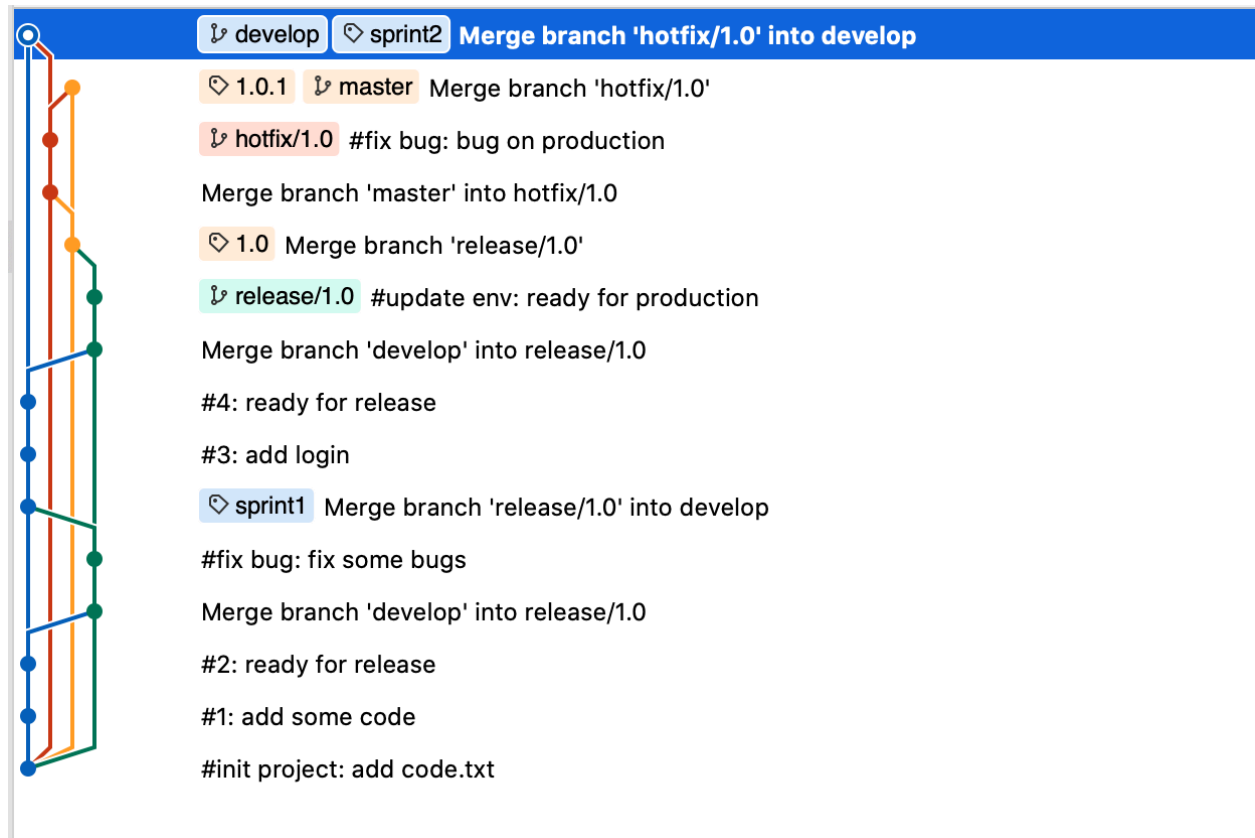 develop sprint2 Merge branch 'hotfix/1.0' into develop
1.0.1 master Merge branch 'hotfix/1.0'
hotfix/1.0 #fix bug: bug on production
Merge branch 'master' into hotfix/1.0
1.0 Merge branch 'release/1.0'
release/1.0 #update env: ready for production
Merge branch 'develop' into release/1.0
#4: ready for release
#3: add login
sprint1 Merge branch 'release/1.0' into develop
#fix bug: fix some bugs
Merge branch 'develop' into release/1.0
#2: ready for release
#1: add some code
#init project: add code.txt